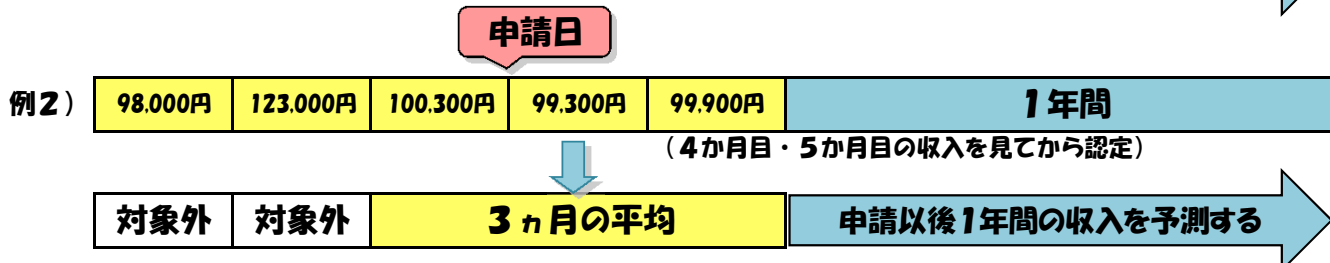 申請日
例2) 98,000円 123,000円 100,300円 99,300円 99,900円 1年間
(4か月目・5か月目の収入を見てから認定)
対象外 対象外 3ヵ月の平均 申請以後1年間の収入を予測する